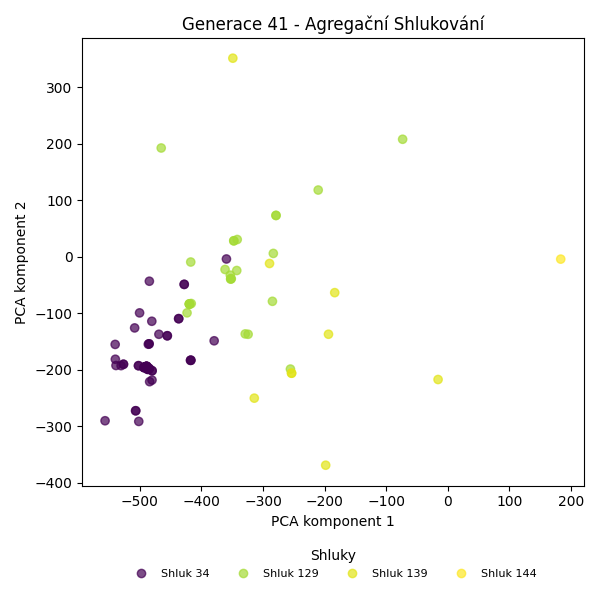 Generace 41 - Agregační Shlukování
PCA komponent 2
300
200
100
0
−100
−200
−300
−400
−500 −400 −300 −200 −100 0 100 200
PCA komponent 1
Shluky
Shluk 34 Shluk 129 Shluk 139 Shluk 144